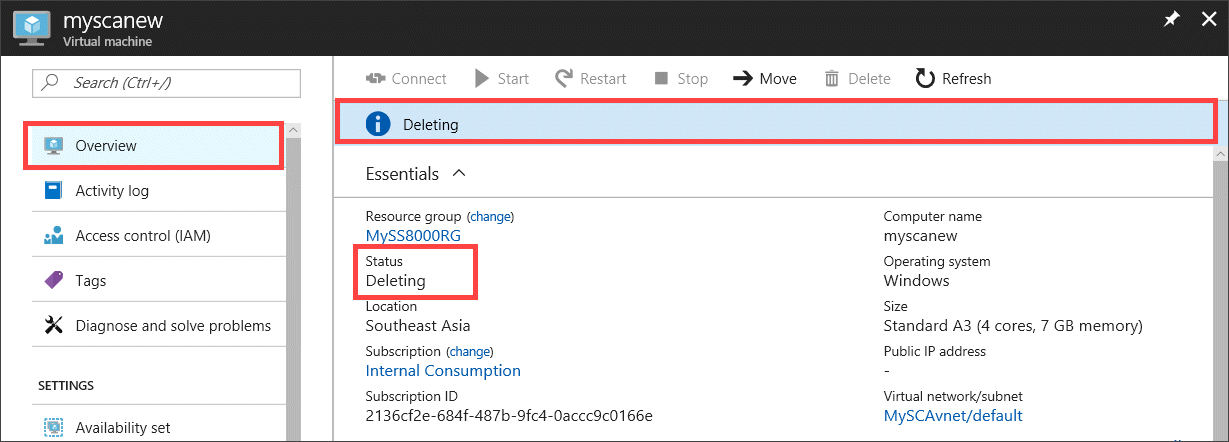 myscanew
Virtual machine
Search (Ctrl+/)
Overview
Activity log
Access control (IAM)
Tags
Diagnose and solve problems
SETTINGS
Availability set
Connect Start Restart Stop Move Delete Refresh
Deleting
Essentials
Resource group (change)
MySS8000RG
Status
Deleting
Location
Southeast Asia
Subscription (change)
Internal Consumption
Subscription ID
2136cf2e-684f-487b-9fc4-0accc9c0166e
Computer name
myscanew
Operating system
Windows
Size
Standard A3 (4 cores, 7 GB memory)
Public IP address
-
Virtual network/subnet
MySCAvnet/default